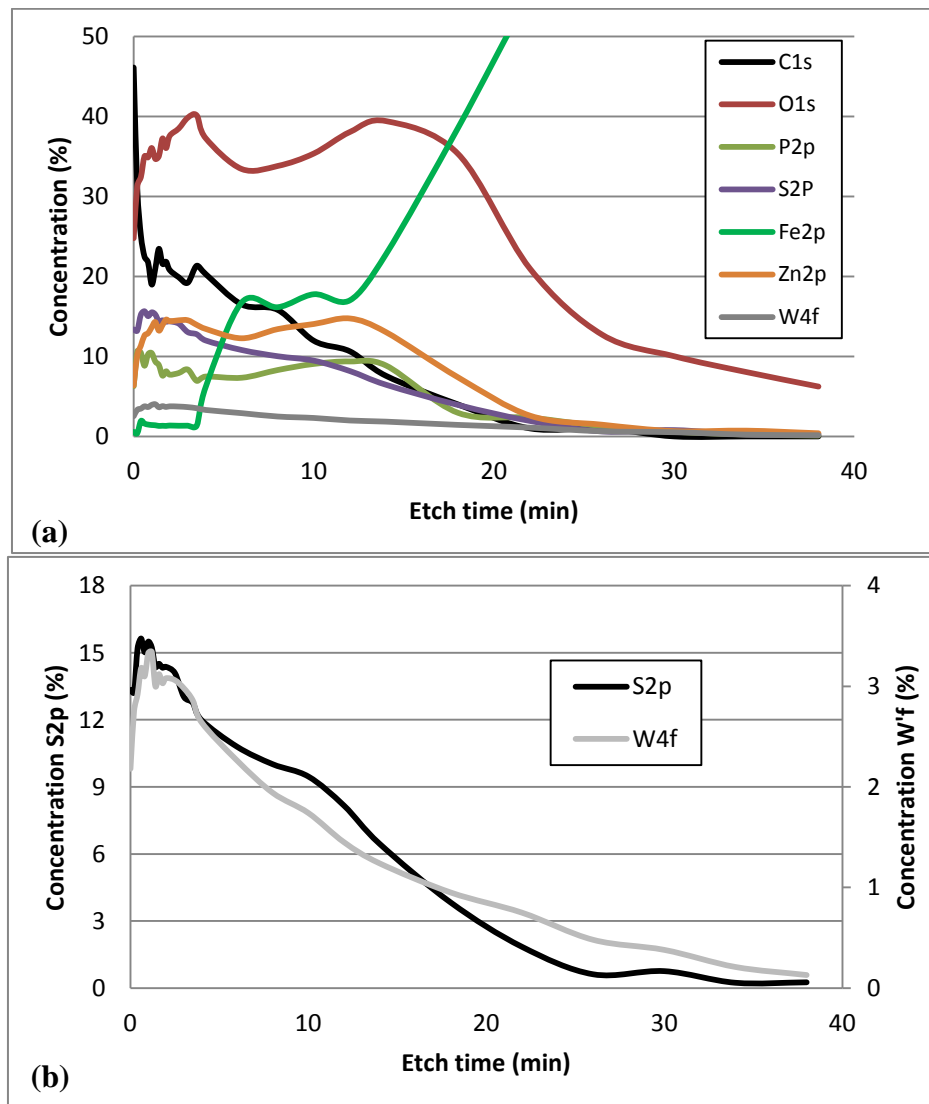 50
40
30
20
10
0
Concentration (%)
C1s
O1s
P2p
S2P
Fe2p
Zn2p
W4f
0 10 20 30 40
Etch time (min)
(a)
18
15
12
9
6
3
0
Concentration S2p (%)
S2p
W4f
4
3
2
1
0
Concentration W'f (%)
0 10 20 30 40
Etch time (min)
(b)